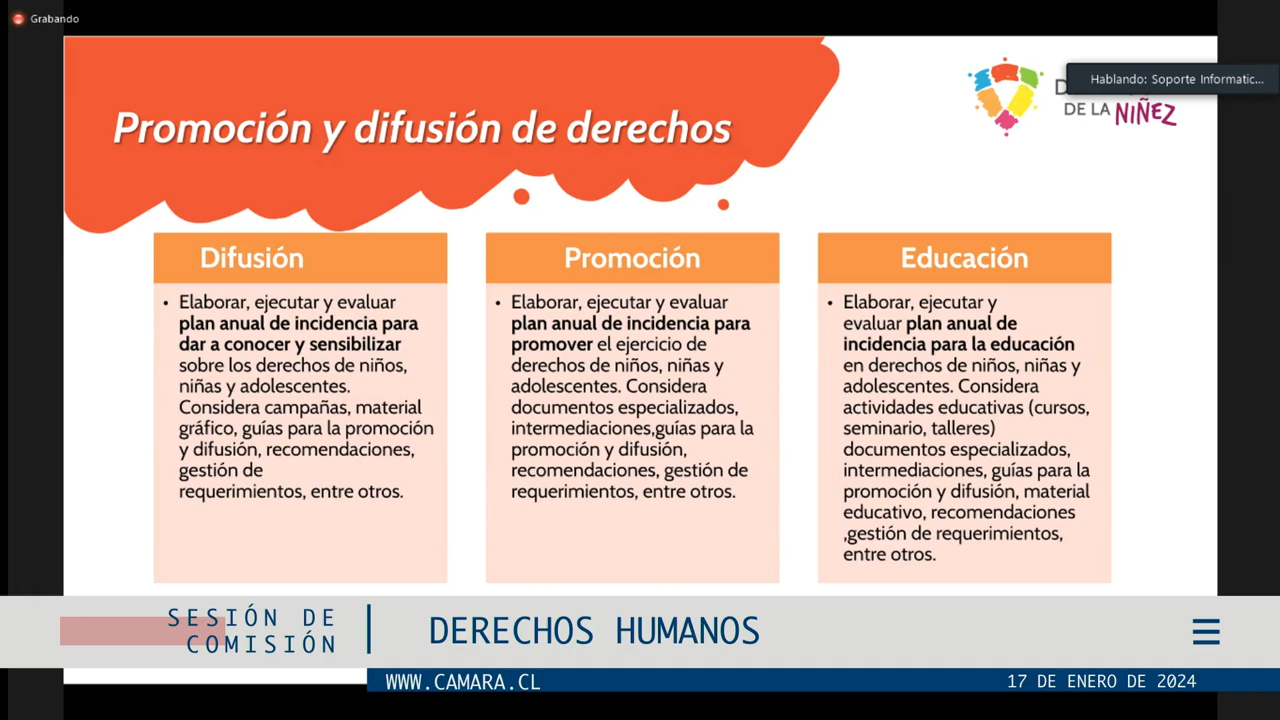 Grabando
Hablando: Soporte Informatic...
DE LA NIÑEZ
Promoción y difusión de derechos
Difusión
• Elaborar, ejecutar y evaluar
plan anual de incidencia para
dar a conocer y sensibilizar
sobre los derechos de niños,
niñas y adolescentes.
Considera campañas, material
gráfico, guías para la promoción
y difusión, recomendaciones,
gestión de
requerimientos, entre otros.
Promoción
• Elaborar, ejecutar y evaluar
plan anual de incidencia para
promover el ejercicio de
derechos de niños, niñas y
adolescentes. Considera
documentos especializados,
intermediaciones,guías para la
promoción y difusión,
recomendaciones, gestión de
requerimientos, entre otros.
Educación
• Elaborar, ejecutar y
evaluar plan anual de
incidencia para la educación
en derechos de niños, niñas y
adolescentes. Considera
actividades educativas (cursos,
seminario, talleres)
documentos especializados,
intermediaciones, guías para la
promoción y difusión, material
educativo, recomendaciones
,gestión de requerimientos,
entre otros.
SESIÓN DE
COMISIÓN
DERECHOS HUMANOS
WWW.CAMARA.CL
17 DE ENERO DE 2024